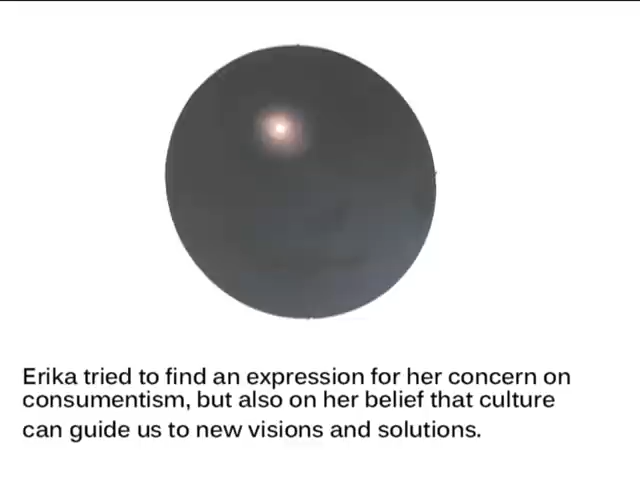 Erika tried to find an expression for her concern on
consumentism, but also on her belief that culture
can guide us to new visions and solutions.